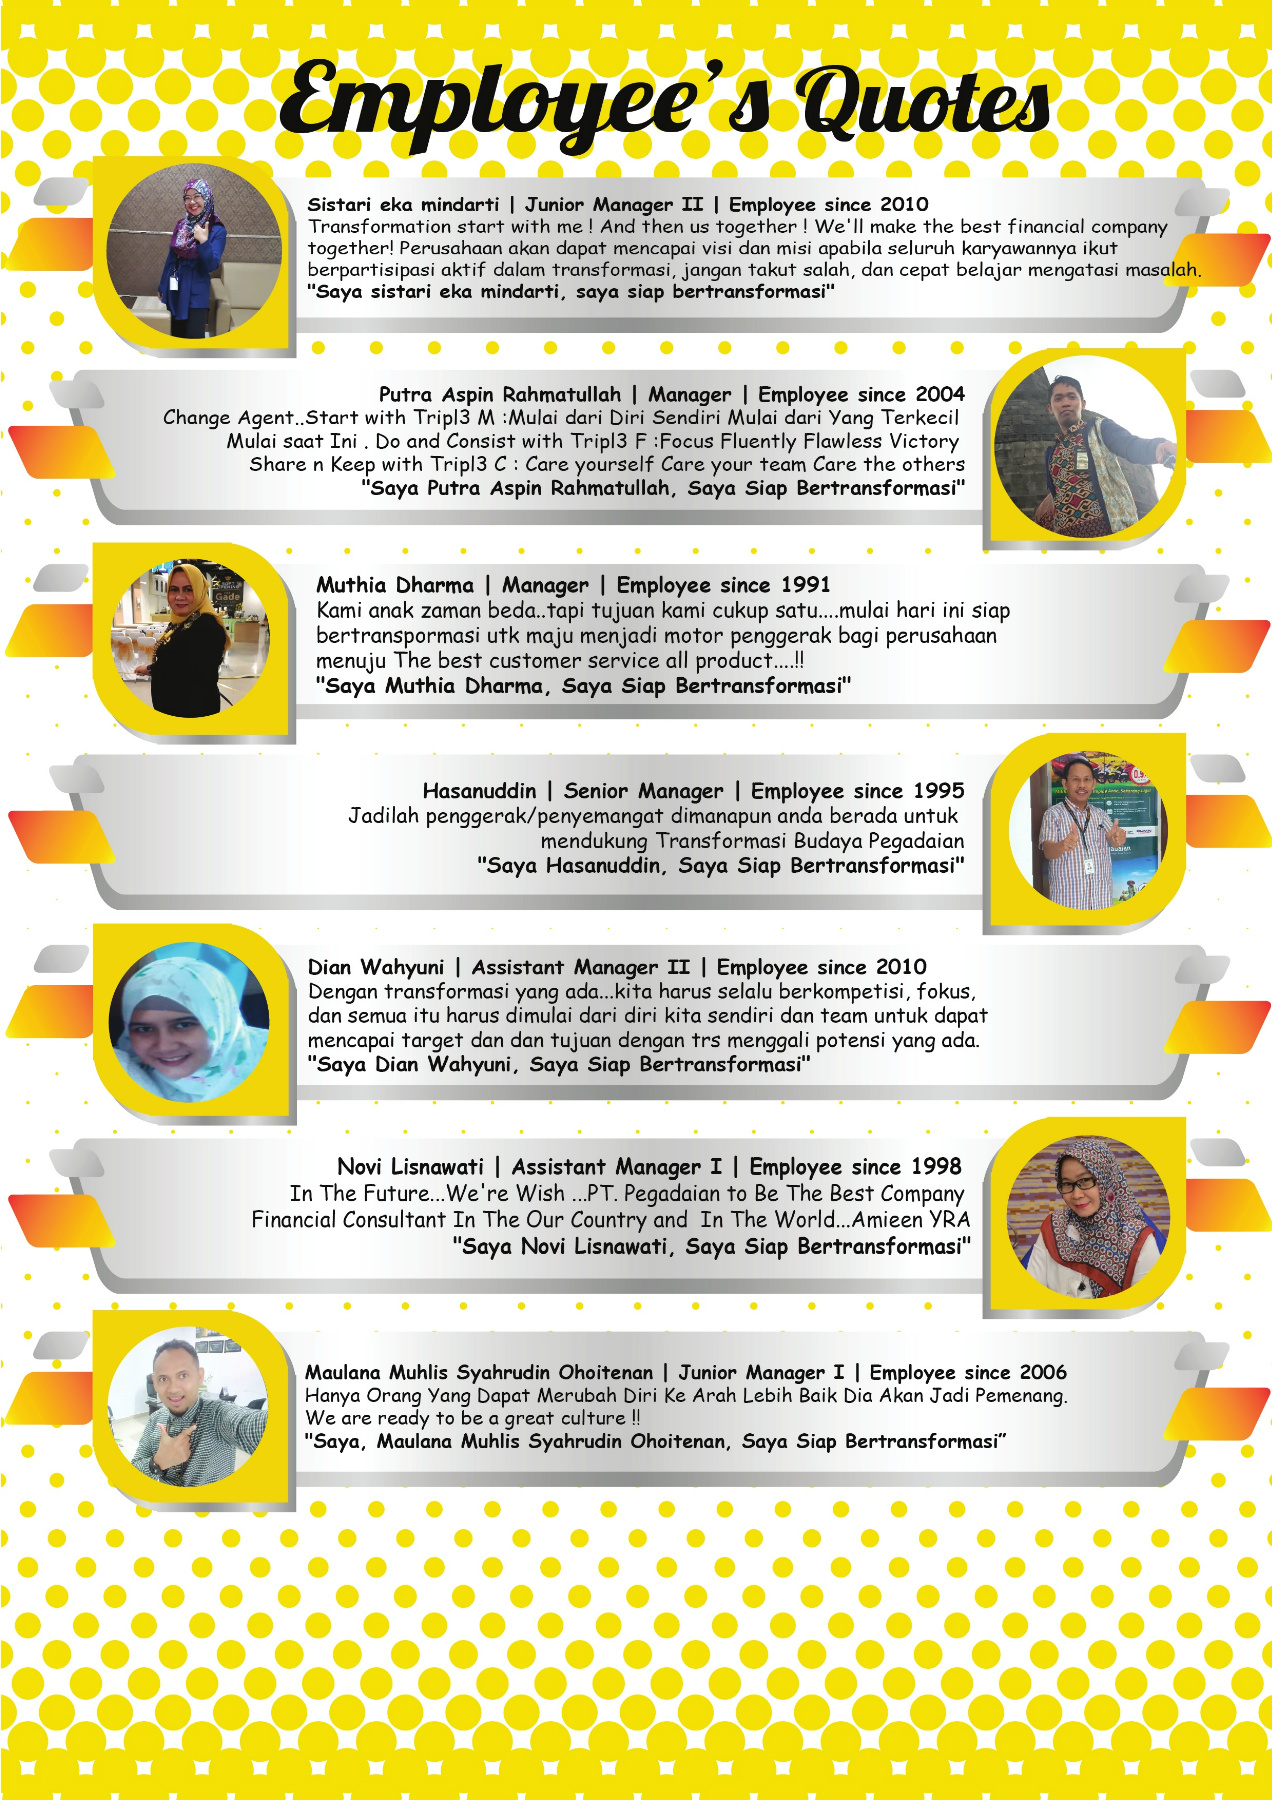 Employee's Quotes
Sistari eka mindarti | Junior Manager II | Employee since 2010
Transformation start with me ! And then us together ! We'll make the best financial company
together! Perusahaan akan dapat mencapai visi dan misi apabila seluruh karyawannya ikut
berpartisipasi aktif dalam transformasi, jangan takut salah, dan cepat belajar mengatasi masalah.
"Saya sistari eka mindarti, saya siap bertransformasi"
Putra Aspin Rahmatullah | Manager | Employee since 2004
Change Agent..Start with Tripl3 M :Mulai dari Diri Sendiri Mulai dari Yang Terkecil
Mulai saat Ini . Do and Consist with Tripl3 F :Focus Fluently Flawless Victory
Share n Keep with Tripl3 C : Care yourself Care your team Care the others
"Saya Putra Aspin Rahmatullah, Saya Siap Bertransformasi"
Gade
Muthia Dharma | Manager | Employee since 1991
Kami anak zaman beda..tapi tujuan kami cukup satu....mulai hari ini siap
bertranspormasi utk maju menjadi motor penggerak bagi perusahaan
menuju The best customer service all product....!!
"Saya Muthia Dharma, Saya Siap Bertransformasi"
Hasanuddin | Senior Manager | Employee since 1995
Jadilah penggerak/penyemangat dimanapun anda berada untuk
mendukung Transformasi Budaya Pegadaian
"Saya Hasanuddin, Saya Siap Bertransformasi"
Dian Wahyuni | Assistant Manager II | Employee since 2010
Dengan transformasi yang ada...kita harus selalu berkompetisi, fokus,
dan semua itu harus dimulai dari diri kita sendiri dan team untuk dapat
mencapai target dan dan tujuan dengan trs menggali potensi yang ada.
"Saya Dian Wahyuni, Saya Siap Bertransformasi"
Novi Lisnawati | Assistant Manager I | Employee since 1998
In The Future...We're Wish ...PT. Pegadaian to Be The Best Company
Financial Consultant In The Our Country and In The World...Amieen YRA
"Saya Novi Lisnawati, Saya Siap Bertransformasi"
Maulana Muhlis Syahrudin Ohoitenan | Junior Manager I | Employee since 2006
Hanya Orang Yang Dapat Merubah Diri Ke Arah Lebih Baik Dia Akan Jadi Pemenang.
We are ready to be a great culture !!
"Saya, Maulana Muhlis Syahrudin Ohoitenan, Saya Siap Bertransformasi”